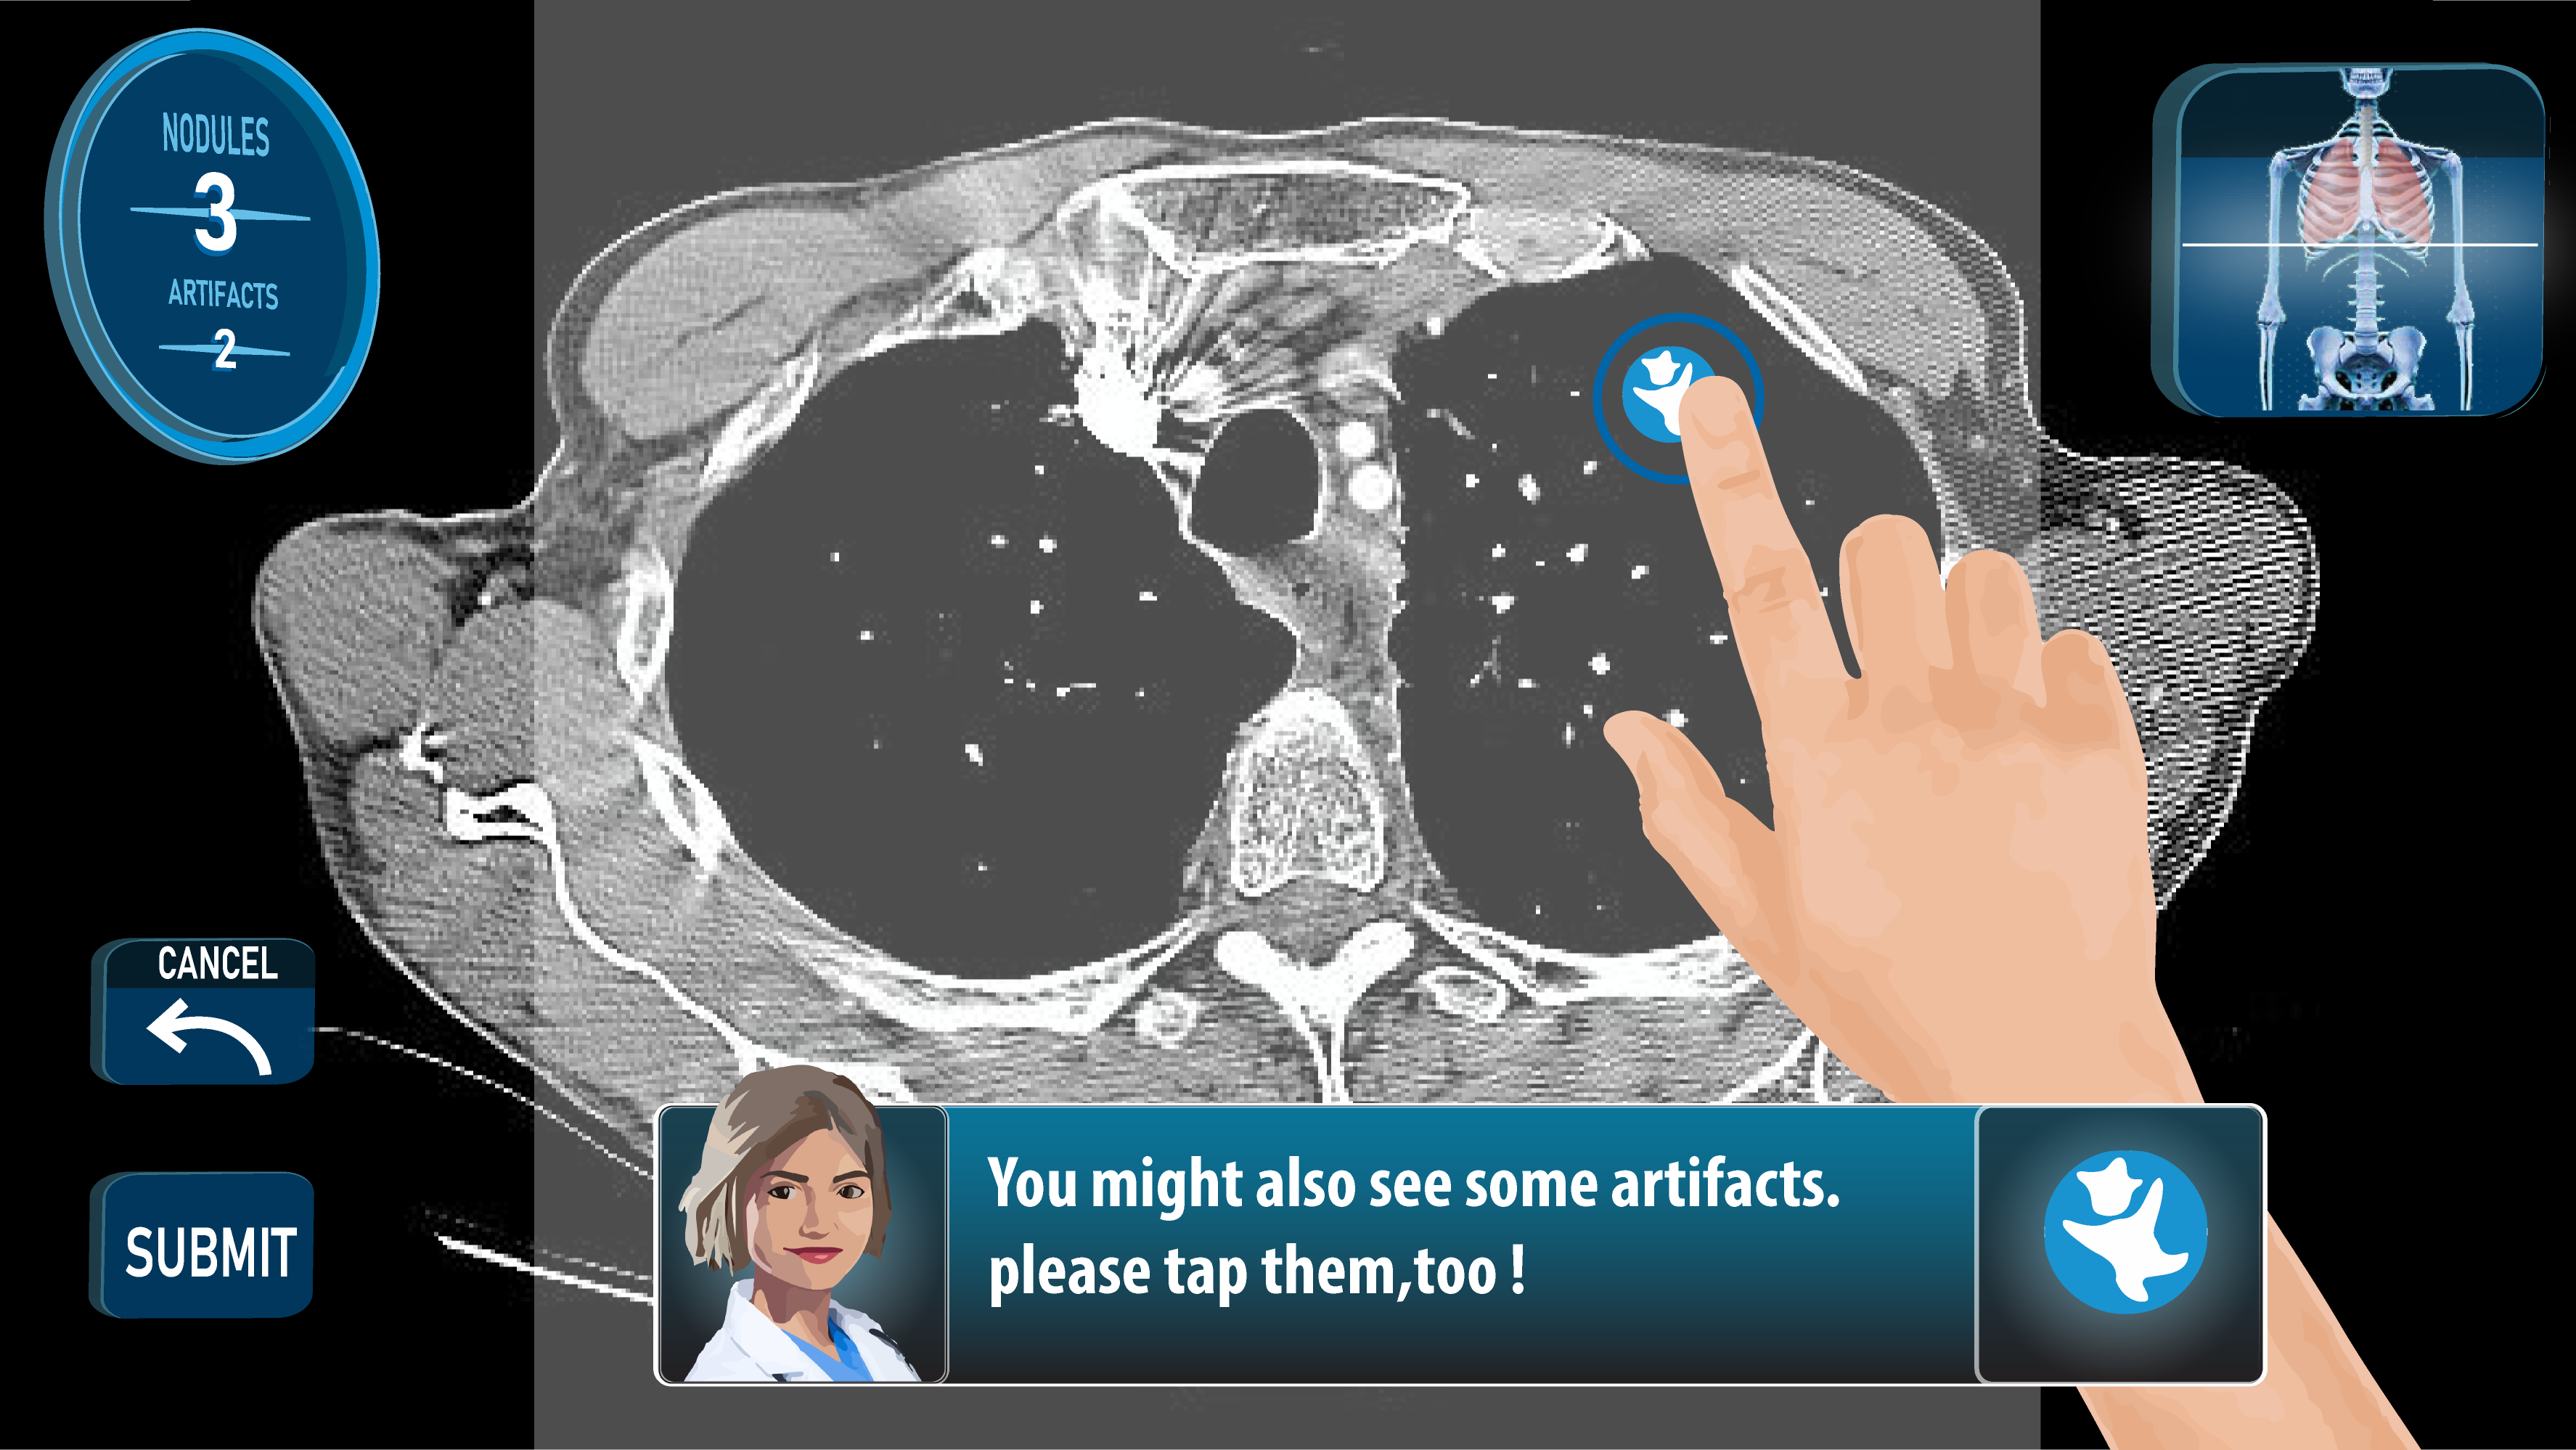 NODULES
3
ARTIFACTS
2
CANCEL
SUBMIT
You might also see some artifacts.
please tap them,too !